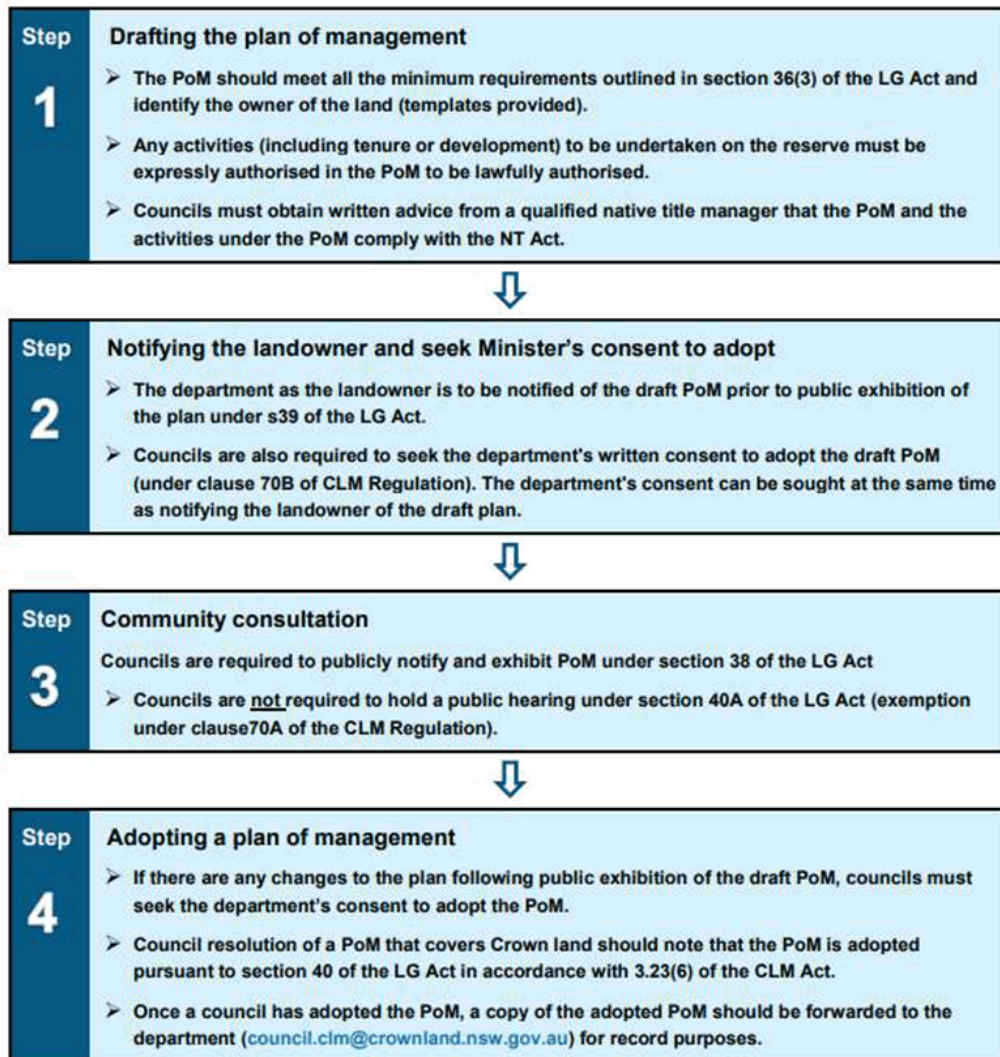 Step
1
Drafting the plan of management
➢ The PoM should meet all the minimum requirements outlined in section 36(3) of the LG Act and
identify the owner of the land (templates provided).
➢ Any activities (including tenure or development) to be undertaken on the reserve must be
expressly authorised in the PoM to be lawfully authorised.
➢ Councils must obtain written advice from a qualified native title manager that the PoM and the
activities under the PoM comply with the NT Act.
Step
2
Notifying the landowner and seek Minister's consent to adopt
➢ The department as the landowner is to be notified of the draft PoM prior to public exhibition of
the plan under s39 of the LG Act.
➢ Councils are also required to seek the department's written consent to adopt the draft PoM
(under clause 70B of CLM Regulation). The department's consent can be sought at the same time
as notifying the landowner of the draft plan.
Step
3
Community consultation
Councils are required to publicly notify and exhibit PoM under section 38 of the LG Act
➢ Councils are not required to hold a public hearing under section 40A of the LG Act (exemption
under clause70A of the CLM Regulation).
Step
4
Adopting a plan of management
➢ If there are any changes to the plan following public exhibition of the draft PoM, councils must
seek the department's consent to adopt the PoM.
➢ Council resolution of a PoM that covers Crown land should note that the PoM is adopted
pursuant to section 40 of the LG Act in accordance with 3.23(6) of the CLM Act.
➢ Once a council has adopted the PoM, a copy of the adopted PoM should be forwarded to the
department (council.clm@crownland.nsw.gov.au) for record purposes.